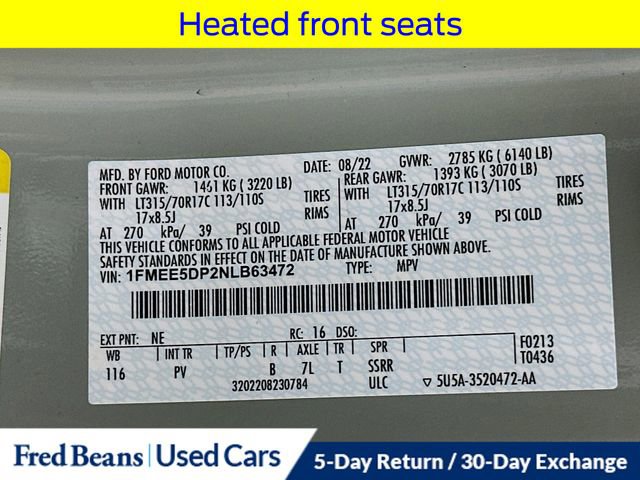 Heated front seats
MFD. BY FORD MOTOR CO.
DATE: 08/22 GVWR: 2785 KG ( 6140 LB)
FRONT GAWR: 1461 KG ( 3220 LB)
REAR GAWR: 1393 KG ( 3070 LB)
WITH LT315/70R17C 113/110S TIRES
WITH LT315/70R17C 113/110S TIRES
17x8.5J RIMS
17x8.5J RIMS
AT 270 kPa/ 39 PSI COLD
AT 270 kPa/ 39 PSI COLD
THIS VEHICLE CONFORMS TO ALL APPLICABLE FEDERAL MOTOR VEHICLE
SAFETY STANDARDS IN EFFECT ON THE DATE OF MANUFACTURE SHOWN ABOVE.
VIN: 1FMEE5DP2NLB63472 TYPE: MPV
EXT PNT: NE RC: 16 DSO:
WB INT TR TP/PS R AXLE TR SPR
116 PV B 7L T SSRR
F0213
T0436
3202208230784 ULC ▽ 5U5A-3520472-AA
Fred Beans | Used Cars
5-Day Return / 30-Day Exchange